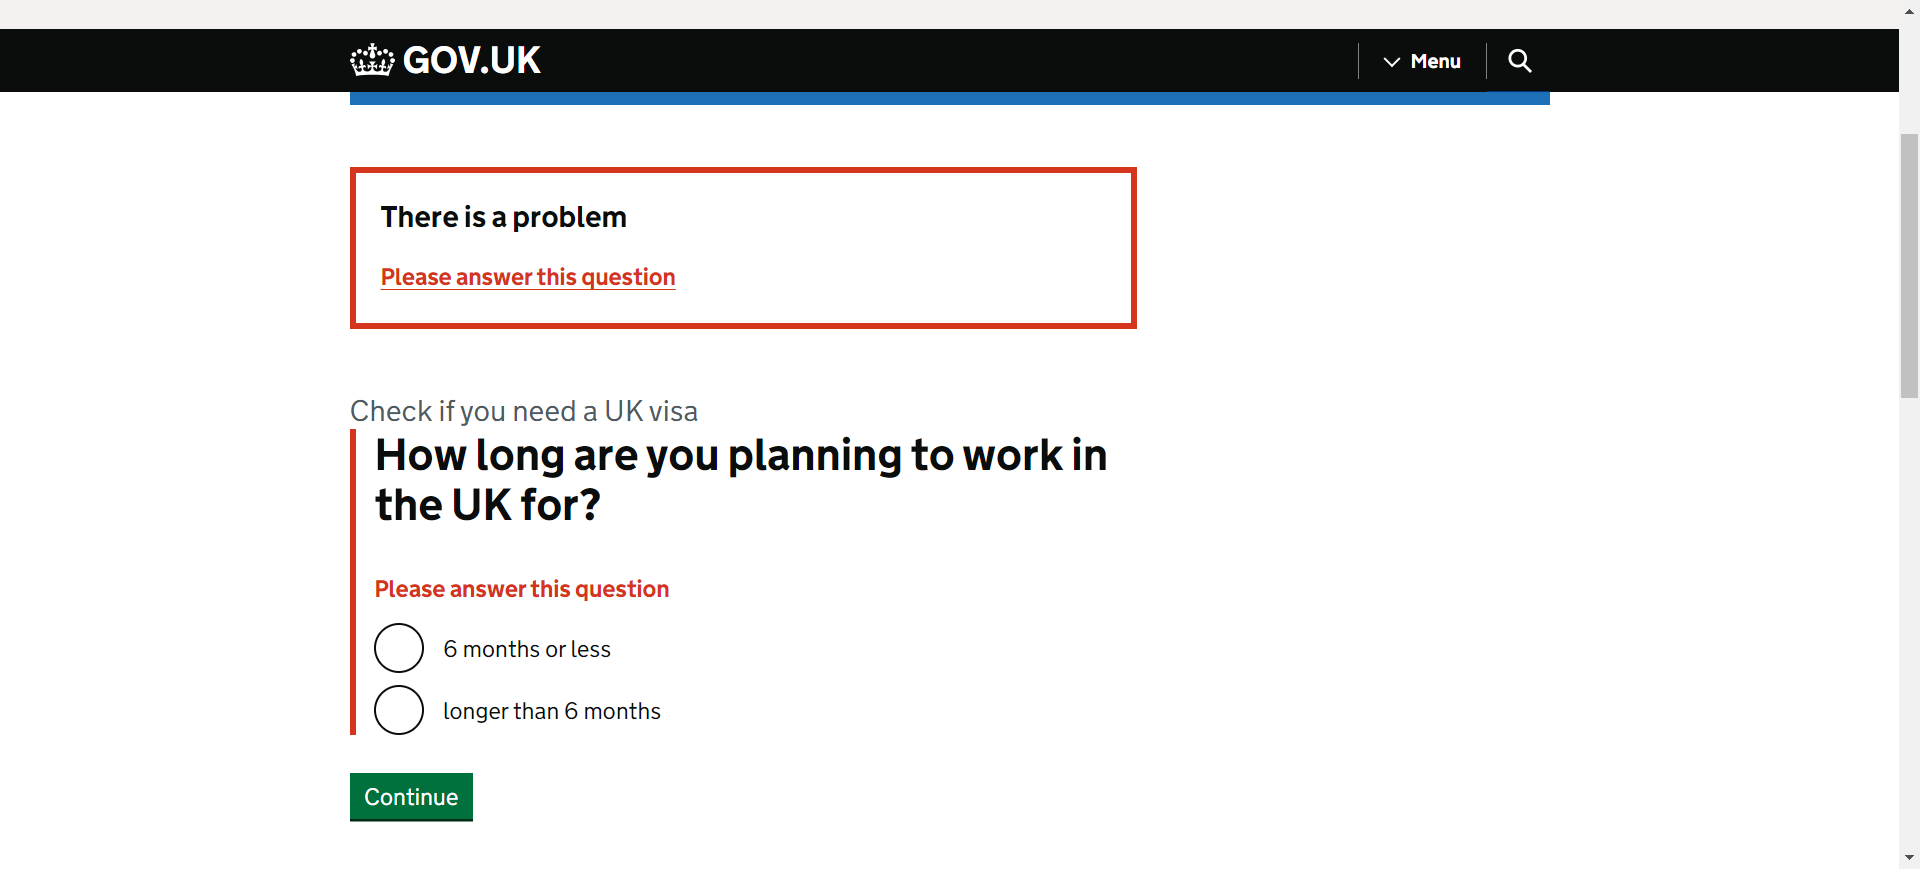 GOV.UK
Menu
There is a problem
Please answer this question
Check if you need a UK visa
How long are you planning to work in
the UK for?
Please answer this question
6 months or less
longer than 6 months
Continue